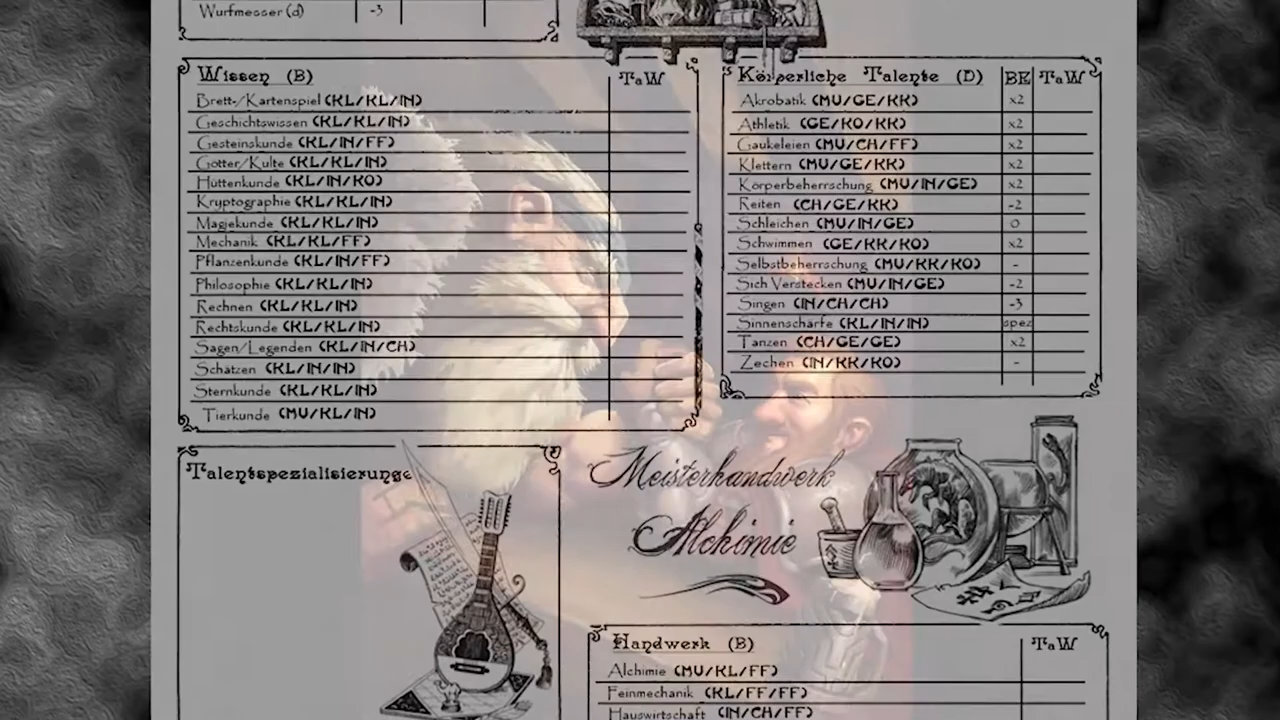 Wurfmesser (d) -3
Wissen (B) TaW
Brett-/Kartenspiel (KL/KL/IN)
Geschichtswissen (KL/KL/IN)
Gesteinskunde (KL/IN/FF)
Götter/Kulte (KL/KL/IN)
Hüttenkunde (KL/IN/KO)
Kryptographie (KL/KL/IN)
Magiekunde (KL/KL/IN)
Mechanik (KL/KL/FF)
Pflanzenkunde (KL/IN/FF)
Philosophie (KL/KL/IN)
Rechnen (KL/KL/IN)
Rechtskunde (KL/KL/IN)
Sagen/Legenden (KL/IN/CH)
Schätzen (KL/IN/IN)
Sternkunde (KL/KL/IN)
Tierkunde (MU/KL/IN)
Körperliche Talente (D) BE TaW
Akrobatik (MU/GE/KK) x2
Athletik (GE/KO/KK) x2
Gaukeleien (MU/CH/FF) x2
Klettern (MU/GE/KK) x2
Körperbeherrschung (MU/IN/GE) x2
Reiten (CH/GE/KK) -2
Schleichen (MU/IN/GE) 0
Schwimmen (GE/KK/KO) x2
Selbstbeherrschung (MU/KK/KO) -
Sich Verstecken (MU/IN/GE) -2
Singen (IN/CH/CH) -3
Sinnenschärfe (KL/IN/IN) spez
Tanzen (CH/GE/GE) x2
Zechen (IN/KK/KO) -
Talentspezialisierunge
Meisterhandwerk
Alchimie
Handwerk (B) TaW
Alchimie (MU/KL/FF)
Feinmechanik (KL/FF/FF)
Hauswirtschaft (IN/CH/FF)